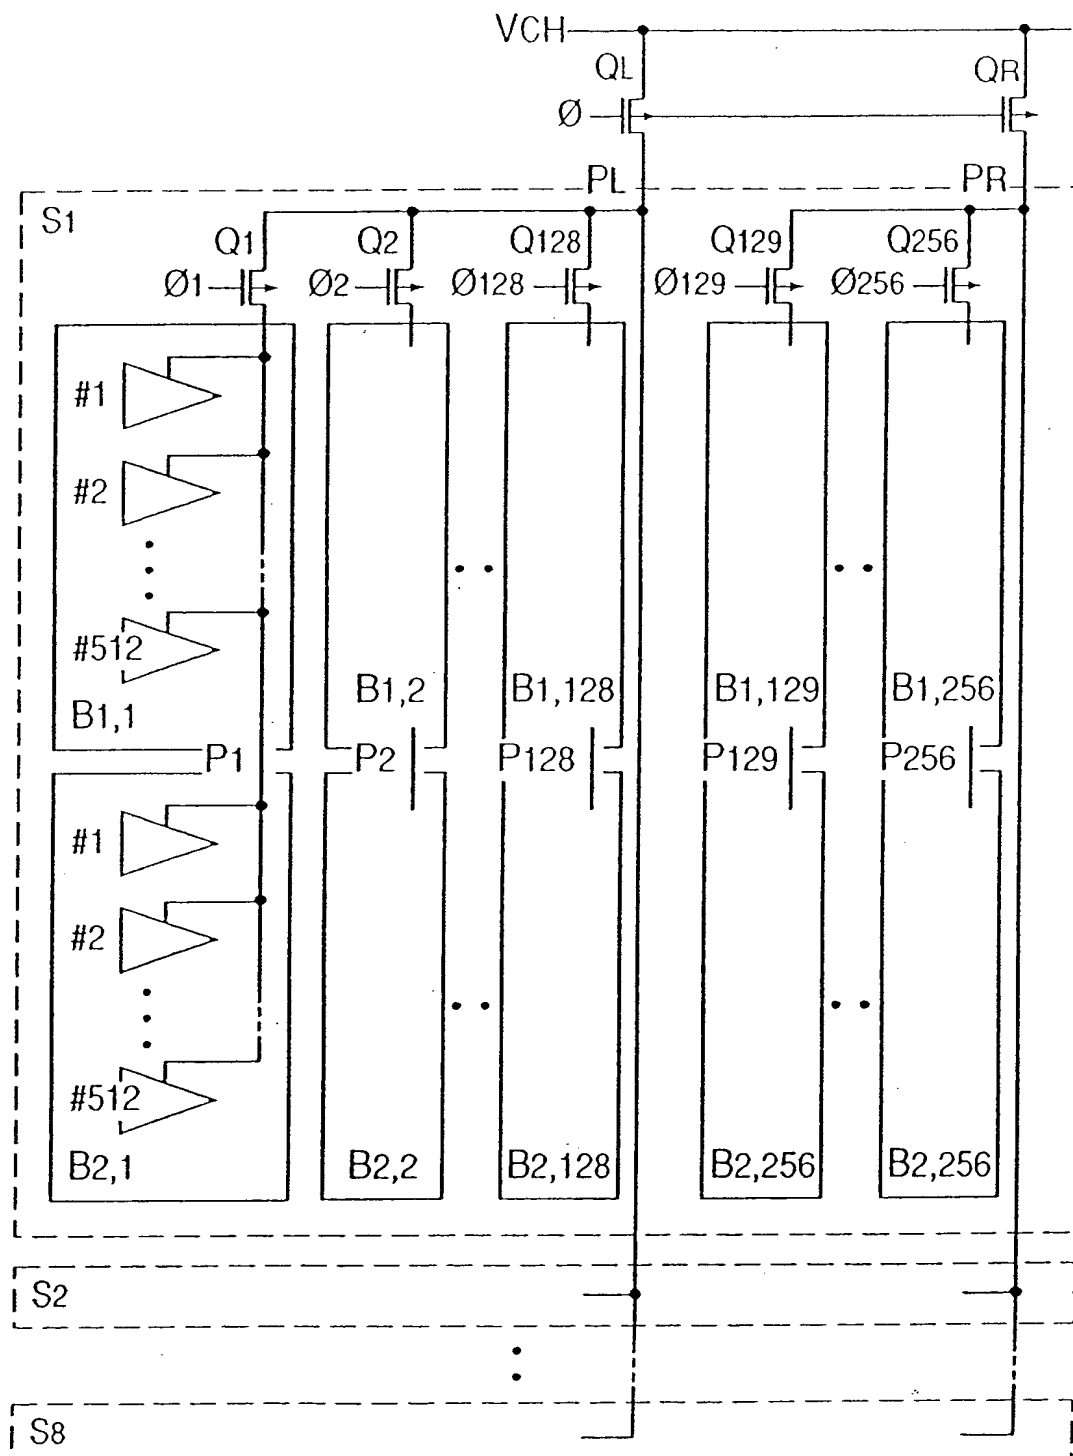 VCH
QL QR
Ø
PL PR
S1
Q1 Q2 Q128 Q129 Q256
Ø1 Ø2 Ø128 Ø129 Ø256
#1
#2
#512
B1,1 B1,2 B1,128 B1,129 B1,256
P1 P2 P128 P129 P256
#1
#2
#512
B2,1 B2,2 B2,128 B2,256 B2,256
S2
S8